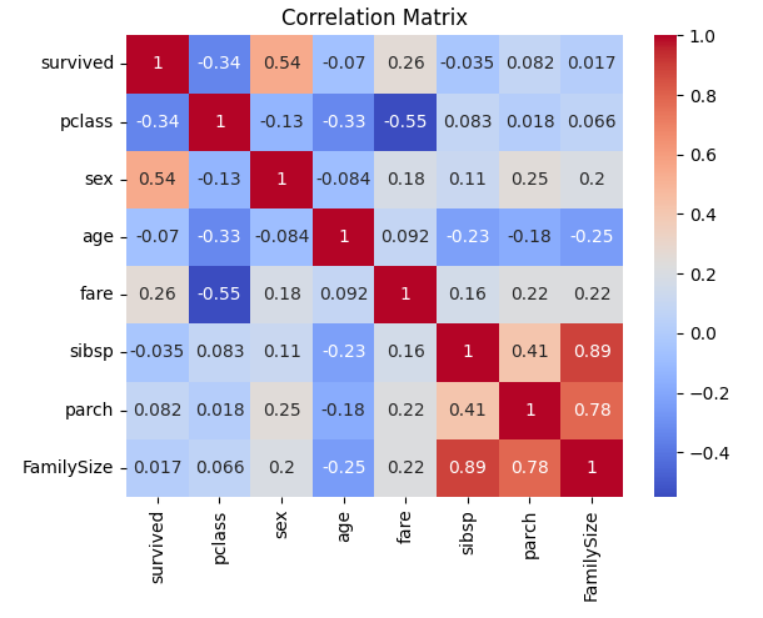 Correlation Matrix
survived 1 -0.34 0.54 -0.07 0.26 -0.035 0.082 0.017
pclass -0.34 1 -0.13 -0.33 -0.55 0.083 0.018 0.066
sex 0.54 -0.13 1 -0.084 0.18 0.11 0.25 0.2
age -0.07 -0.33 -0.084 1 0.092 -0.23 -0.18 -0.25
fare 0.26 -0.55 0.18 0.092 1 0.16 0.22 0.22
sibsp -0.035 0.083 0.11 -0.23 0.16 1 0.41 0.89
parch 0.082 0.018 0.25 -0.18 0.22 0.41 1 0.78
FamilySize 0.017 0.066 0.2 -0.25 0.22 0.89 0.78 1
survived pclass sex age fare sibsp parch FamilySize
1.0
0.8
0.6
0.4
0.2
0.0
−0.2
−0.4